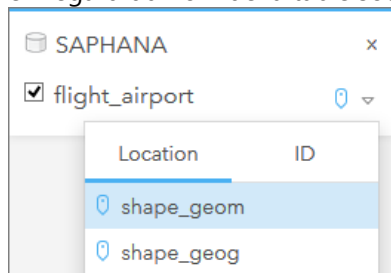 SAPHANA ×
flight_airport
Location ID
shape_geom
shape_geog